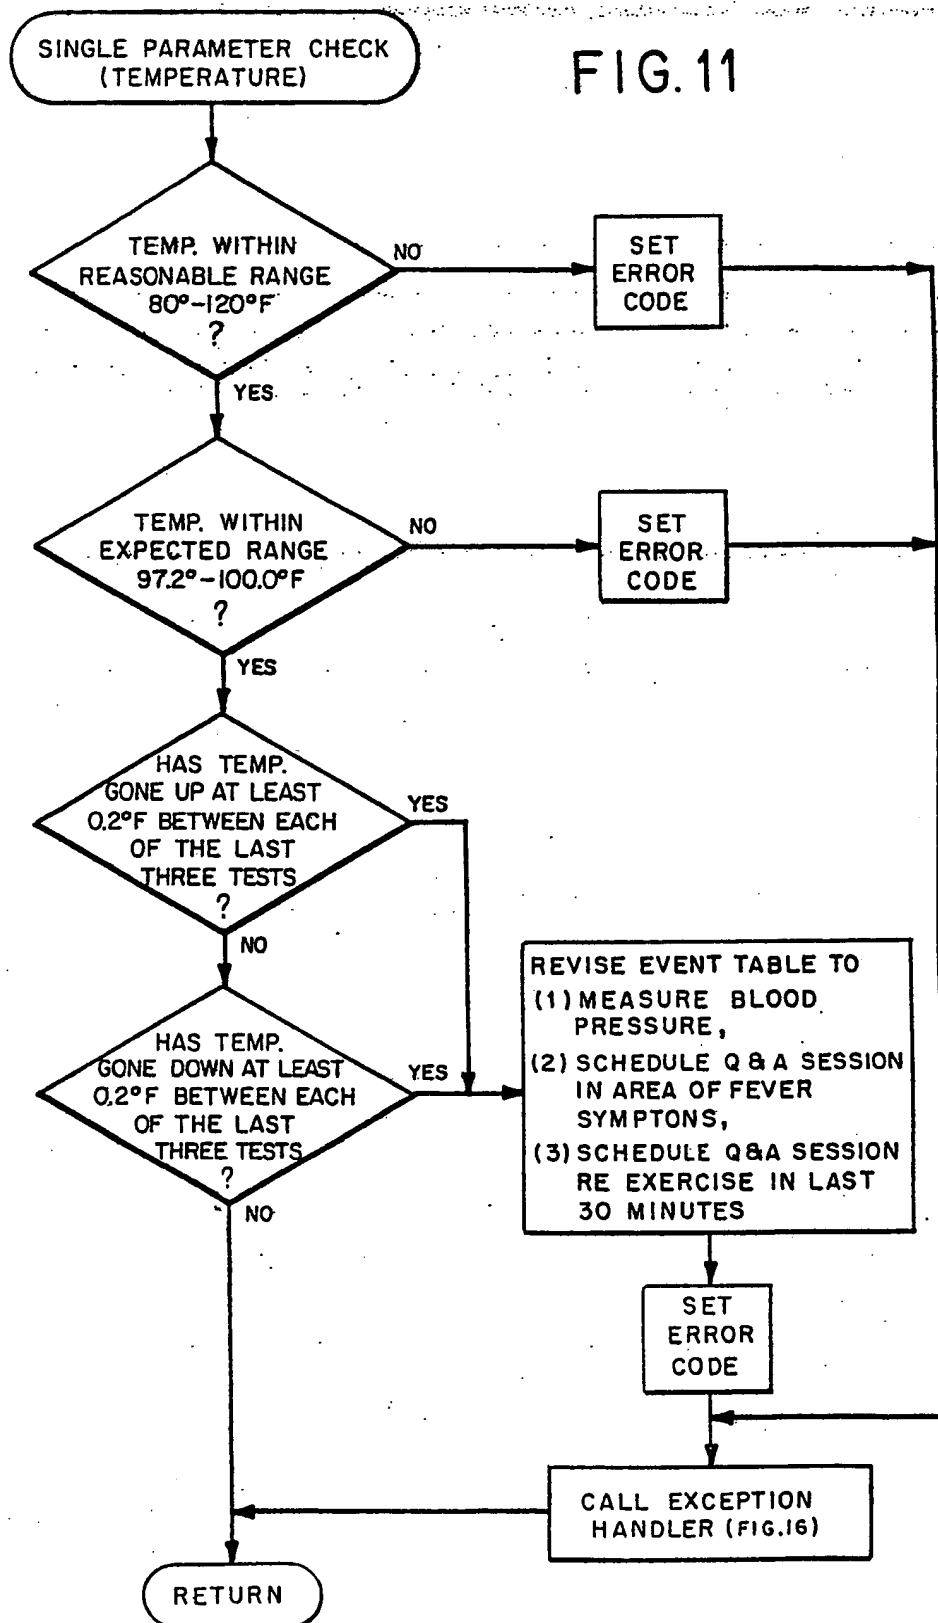 SINGLE PARAMETER CHECK
(TEMPERATURE)
FIG. 11
TEMP. WITHIN
REASONABLE RANGE
80°-120°F
?
NO
SET
ERROR
CODE
YES
TEMP. WITHIN
EXPECTED RANGE
97.2°-100.0°F
?
NO
SET
ERROR
CODE
YES
HAS TEMP.
GONE UP AT LEAST
0.2°F BETWEEN EACH
OF THE LAST
THREE TESTS
?
YES
NO
HAS TEMP.
GONE DOWN AT LEAST
0.2°F BETWEEN EACH
OF THE LAST
THREE TESTS
?
YES
NO
REVISE EVENT TABLE TO
(1) MEASURE BLOOD
PRESSURE,
(2) SCHEDULE Q & A SESSION
IN AREA OF FEVER
SYMPTONS,
(3) SCHEDULE Q&A SESSION
RE EXERCISE IN LAST
30 MINUTES
SET
ERROR
CODE
CALL EXCEPTION
HANDLER (FIG.16)
RETURN